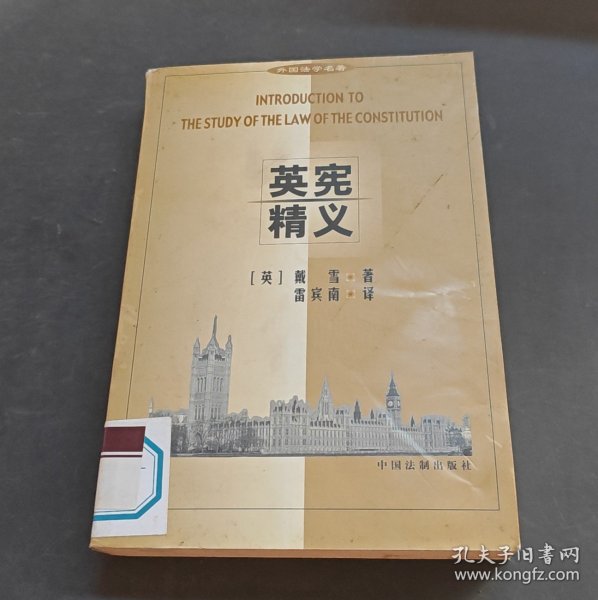 外国法学名著
INTRODUCTION TO
THE STUDY OF THE LAW OF THE CONSTITUTION
英宪
精义
[英] 戴 雪 著
雷宾南 译
中国法制出版社
孔夫子旧书网
www.kongfz.com